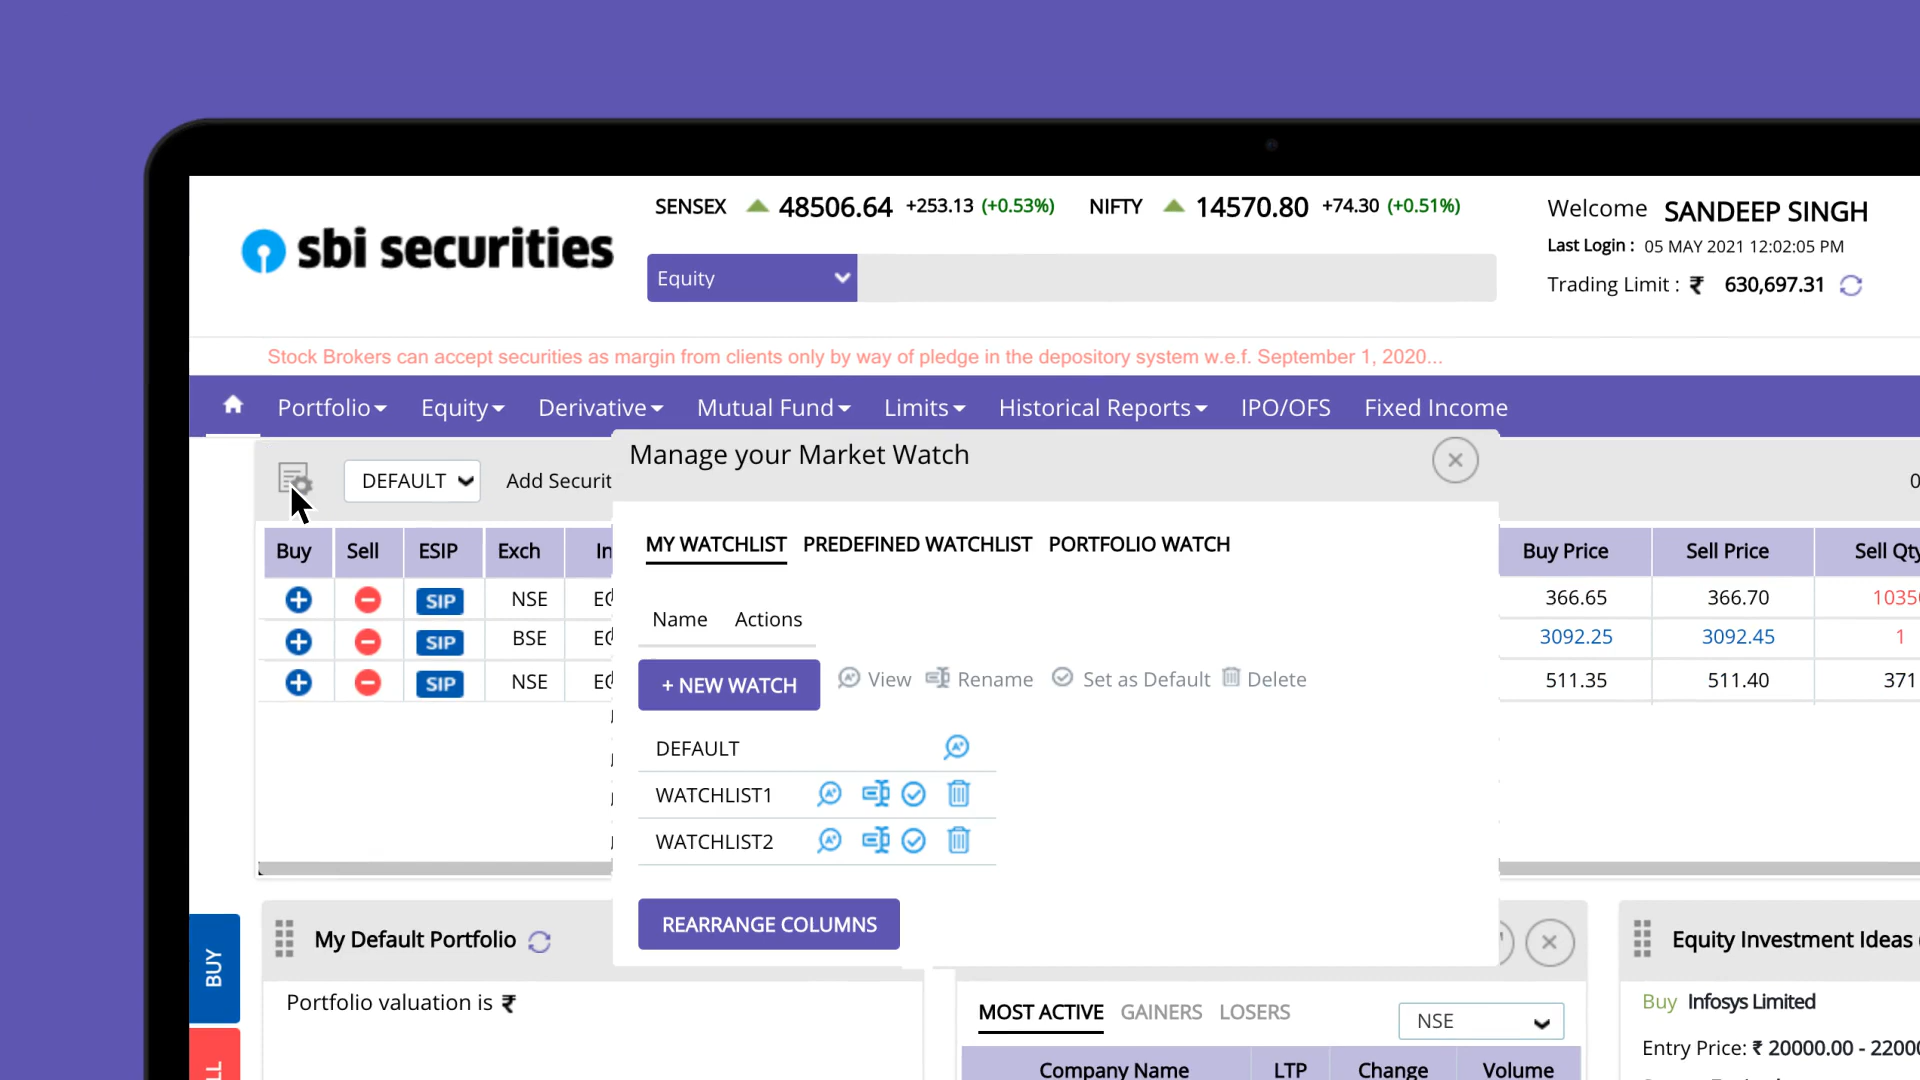 SENSEX 48506.64 +253.13 (+0.53%) NIFTY 14570.80 +74.30 (+0.51%)
Welcome SANDEEP SINGH
sbi securities
Last Login : 05 MAY 2021 12:02:05 PM
Equity
Trading Limit : ₹ 630,697.31
Stock Brokers can accept securities as margin from clients only by way of pledge in the depository system w.e.f. September 1, 2020...
Portfolio Equity Derivative Mutual Fund Limits Historical Reports IPO/OFS Fixed Income
Manage your Market Watch
DEFAULT Add Securit
MY WATCHLIST PREDEFINED WATCHLIST PORTFOLIO WATCH
Buy Sell ESIP Exch In Buy Price Sell Price Sell Qty
SIP NSE 366.65 366.70 1035
Name Actions
SIP BSE 3092.25 3092.45 1
SIP NSE 511.35 511.40 371
+ NEW WATCH View Rename Set as Default Delete
DEFAULT
WATCHLIST1
WATCHLIST2
REARRANGE COLUMNS
BUY
My Default Portfolio
Equity Investment Ideas
Portfolio valuation is ₹
MOST ACTIVE GAINERS LOSERS NSE
Buy Infosys Limited
Entry Price: ₹ 20000.00 - 2200
Company Name LTP Change Volume